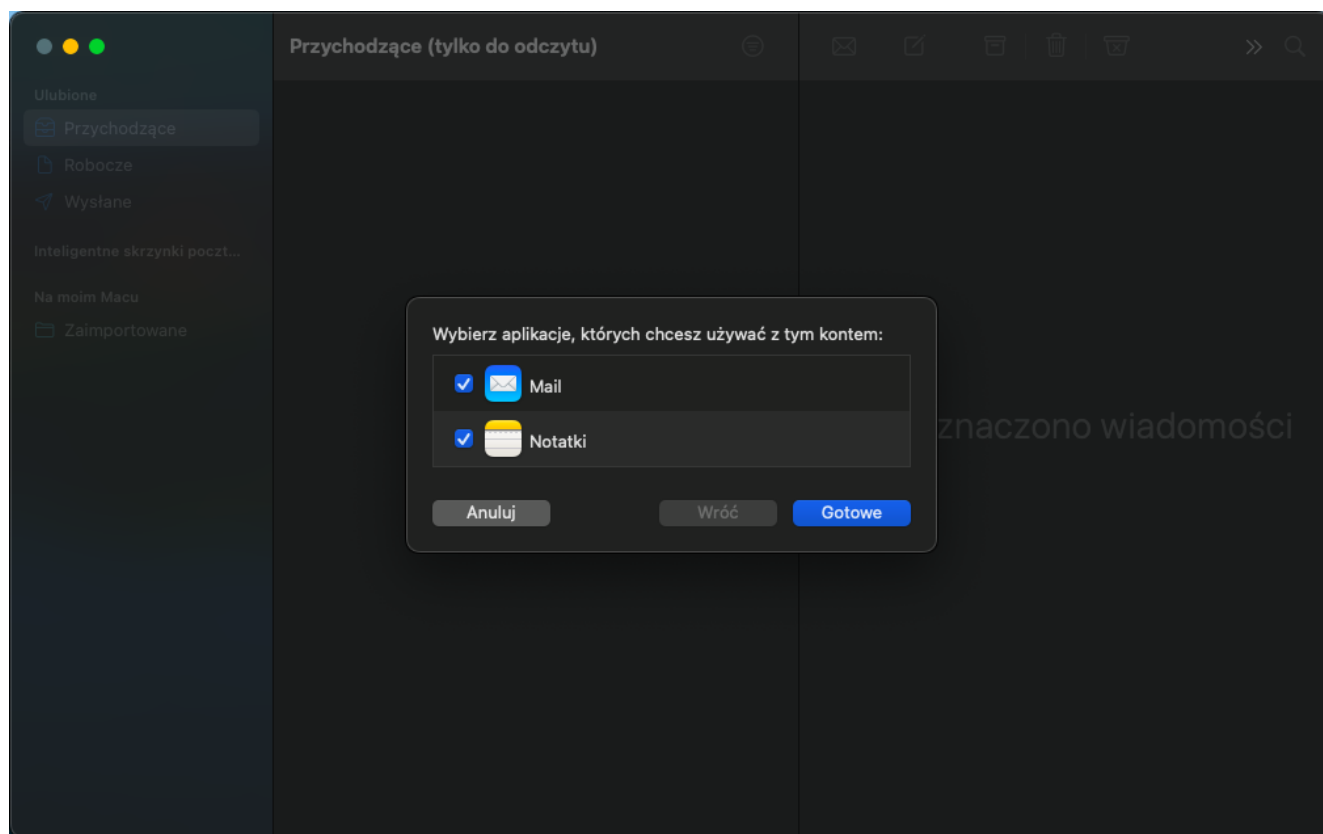 Przychodzące (tylko do odczytu)
Ulubione
Przychodzące
Robocze
Wysłane
Inteligentne skrzynki poczt...
Na moim Macu
Zaimportowane
Wybierz aplikacje, których chcesz używać z tym kontem:
Mail
Notatki
Anuluj
Wróć
Gotowe
znaczono wiadomości